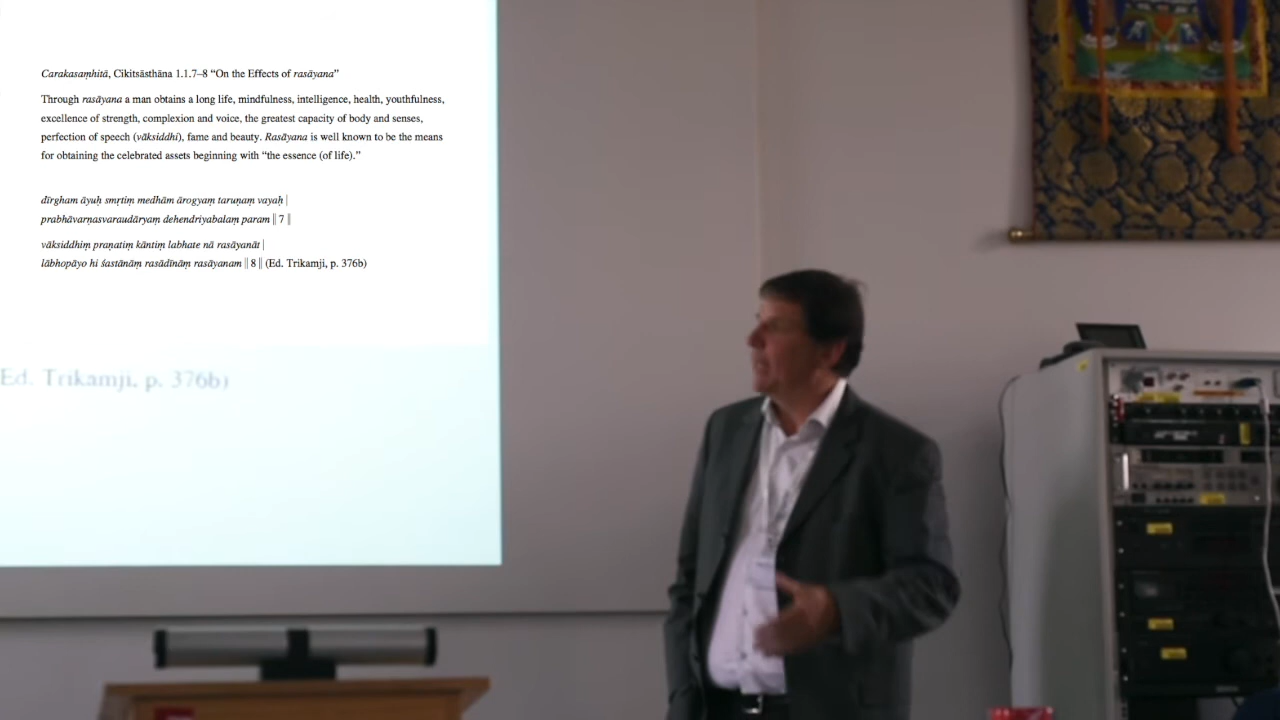 Carakasaṃhitā, Cikitsāsthāna 1.1.7–8 “On the Effects of rasāyana”
Through rasāyana a man obtains a long life, mindfulness, intelligence, health, youthfulness,
excellence of strength, complexion and voice, the greatest capacity of body and senses,
perfection of speech (vāksiddhi), fame and beauty. Rasāyana is well known to be the means
for obtaining the celebrated assets beginning with “the essence (of life).”
dīrgham āyuḥ smṛtiṃ medhām ārogyaṃ taruṇaṃ vayaḥ |
prabhāvarṇasvaraudāryaṃ dehendriyabalaṃ param || 7 ||
vāksiddhiṃ praṇatiṃ kāntiṃ labhate nā rasāyanāt |
lābhopāyo hi śastānāṃ rasādīnāṃ rasāyanam || 8 || (Ed. Trikamji, p. 376b)
Ed. Trikamji, p. 376b)